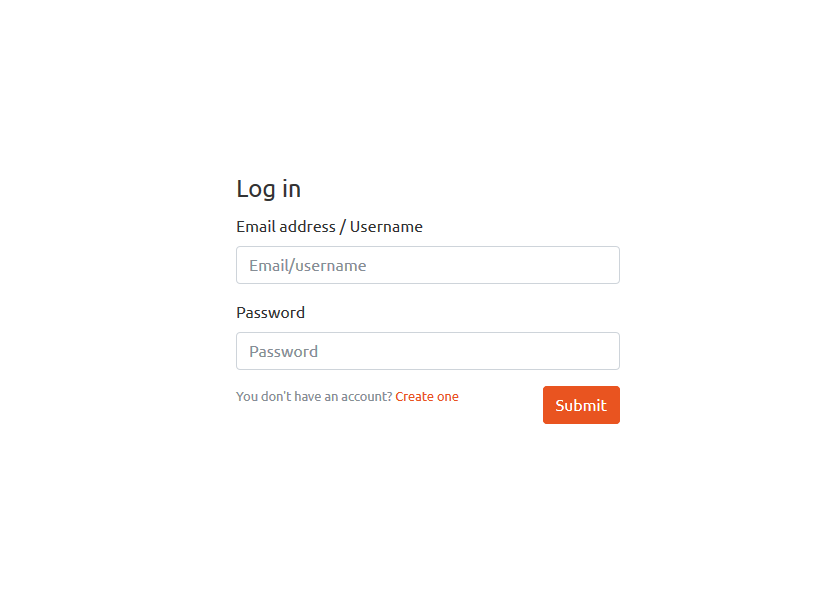 Log in
Email address / Username
Email/username
Password
Password
You don't have an account? Create one
Submit